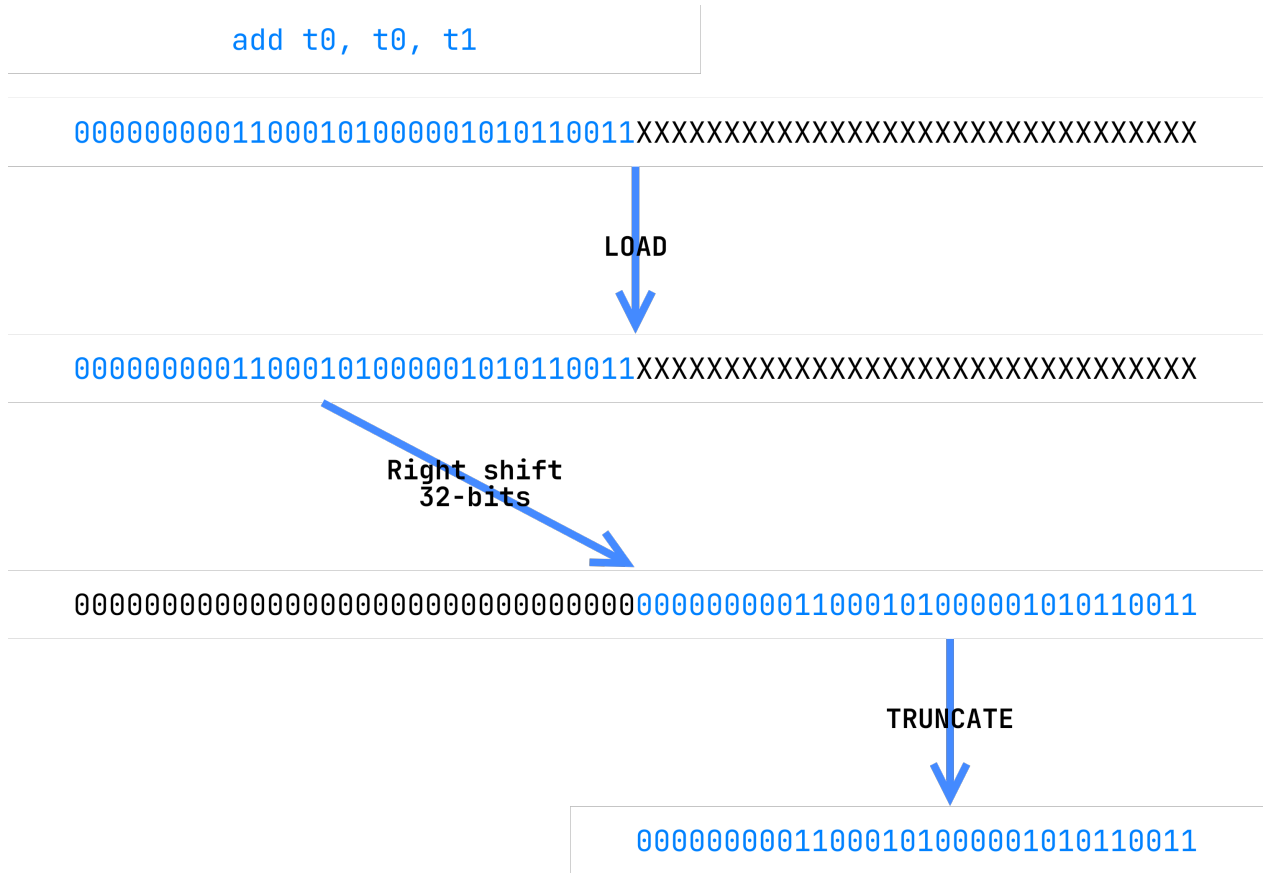 add t0, t0, t1
00000000011000101000001010110011XXXXXXXXXXXXXXXXXXXXXXXXXXXXXXXX
LOAD
00000000011000101000001010110011XXXXXXXXXXXXXXXXXXXXXXXXXXXXXXXX
Right shift
32-bits
0000000000000000000000000000000000000000011000101000001010110011
TRUNCATE
00000000011000101000001010110011